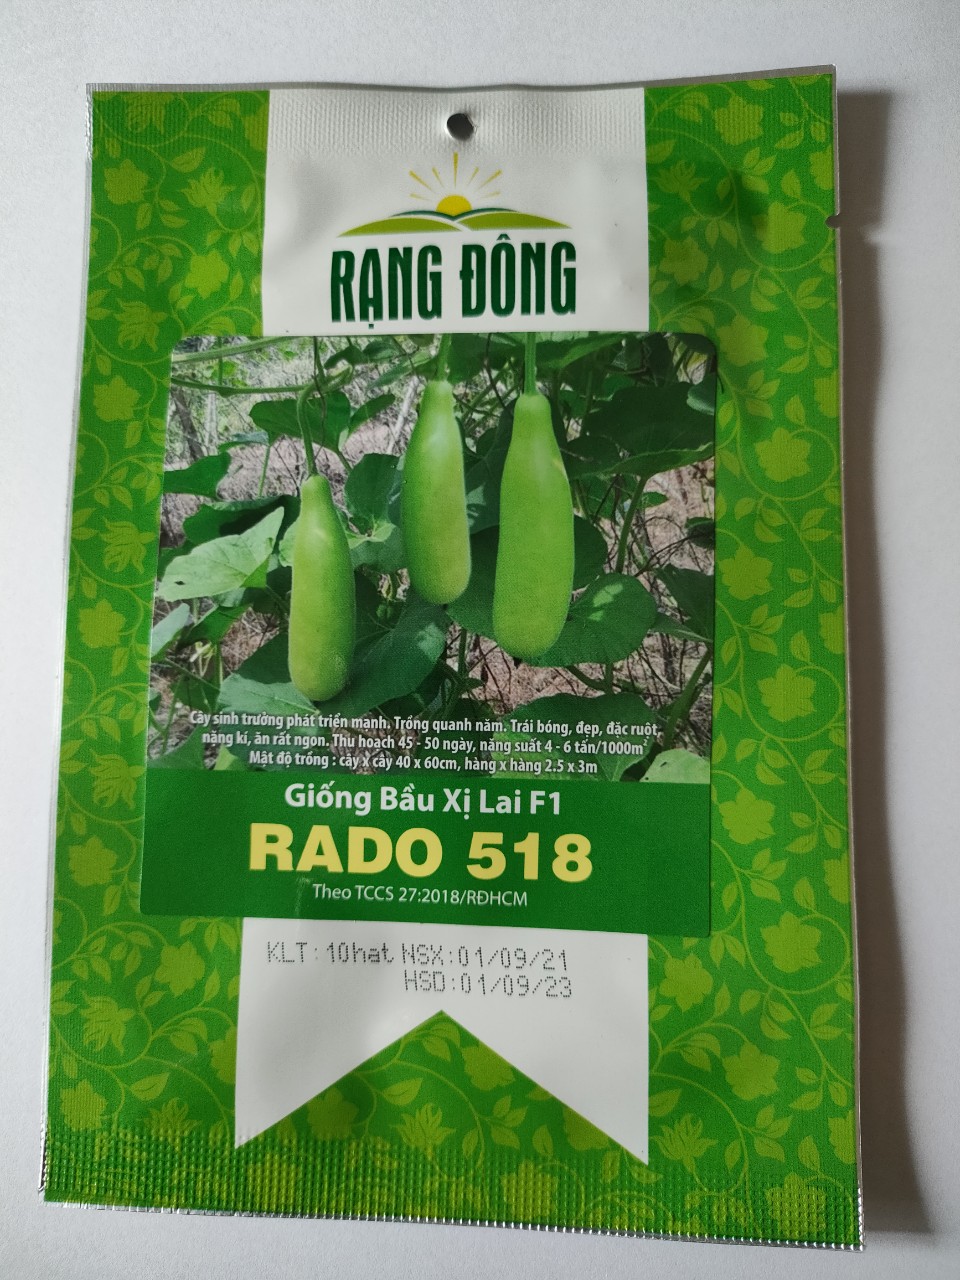 RẠNG ĐÔNG
Cây sinh trưởng phát triển mạnh. Trồng quanh năm. Trái bóng, đẹp, đặc ruột,
nặng kí, ăn rất ngon. Thu hoạch 45 - 50 ngày, năng suất 4 - 6 tấn/1000m²
Mật độ trồng : cây x cây 40 x 60cm, hàng x hàng 2.5 x 3m
Giống Bầu Xị Lai F1
RADO 518
Theo TCCS 27:2018/RĐHCM
KLT: 10hat NSX:01/09/21
HSD:01/09/23